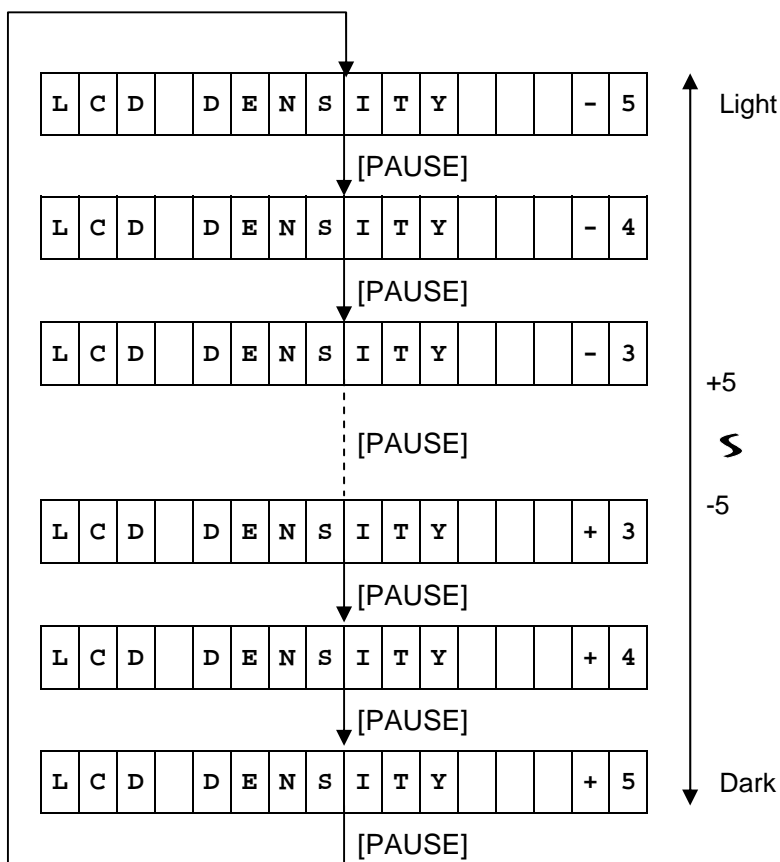 LCD DENSITY -5 Light
[PAUSE]
LCD DENSITY -4
[PAUSE]
LCD DENSITY -3
+5
[PAUSE] S
-5
LCD DENSITY +3
[PAUSE]
LCD DENSITY +4
[PAUSE]
LCD DENSITY +5 Dark
[PAUSE]